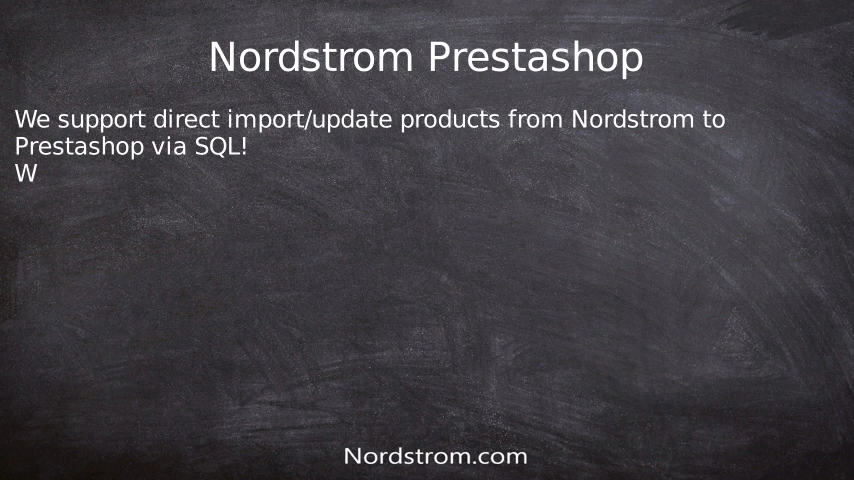 Nordstrom Prestashop
We support direct import/update products from Nordstrom to
Prestashop via SQL!
W
Nordstrom.com